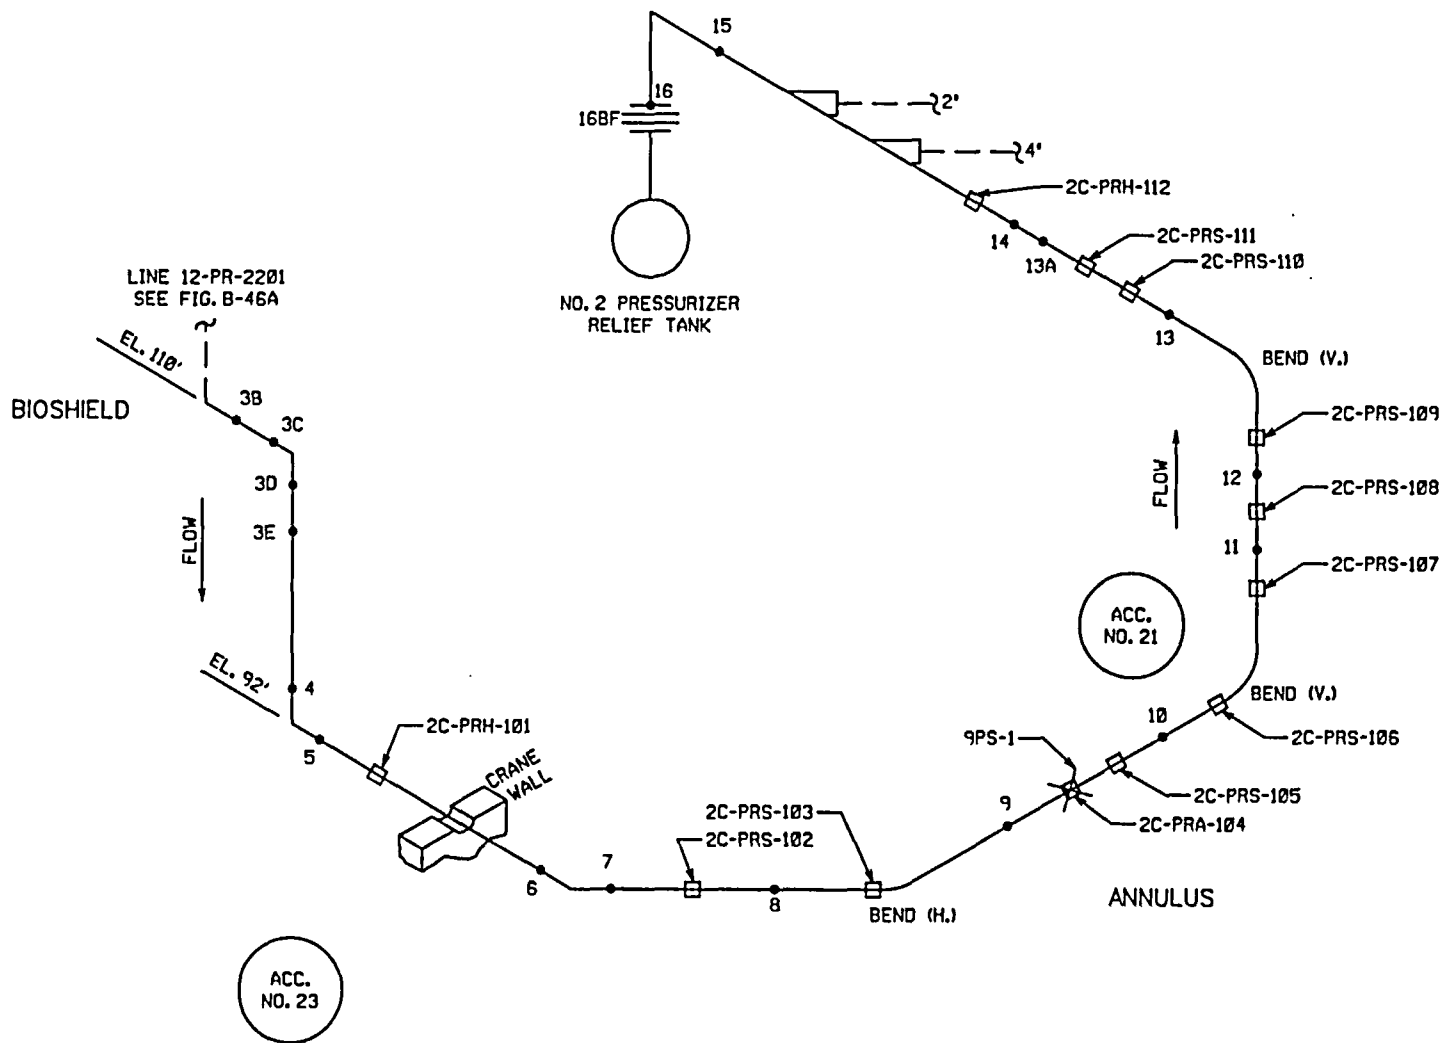 15
16
16BF
2'
4'
2C-PRH-112
14
13A
2C-PRS-111
2C-PRS-110
13
NO. 2 PRESSURIZER
RELIEF TANK
LINE 12-PR-2201
SEE FIG. B-46A
EL. 110'
BIOSHIELD
3B
3C
3D
3E
FLOW
BEND (V.)
2C-PRS-109
12
2C-PRS-108
FLOW
11
2C-PRS-107
ACC.
NO. 21
EL. 92'
4
5
2C-PRH-101
CRANE
WALL
BEND (V.)
10
2C-PRS-106
9PS-1
2C-PRS-105
9
2C-PRA-104
2C-PRS-103
2C-PRS-102
6
7
8
BEND (H.)
ANNULUS
ACC.
NO. 23